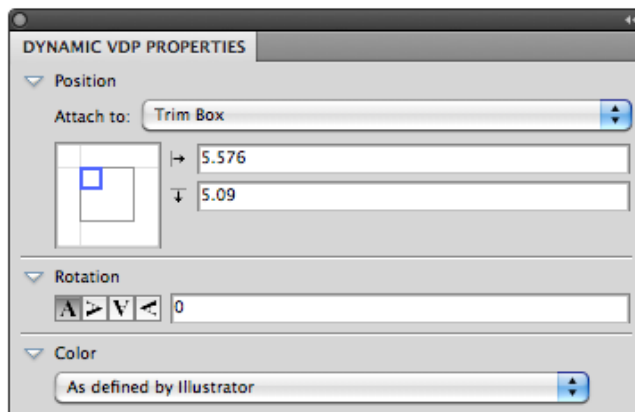 DYNAMIC VDP PROPERTIES
Position
Attach to: Trim Box
5.576
5.09
Rotation
A A A A 0
Color
As defined by Illustrator